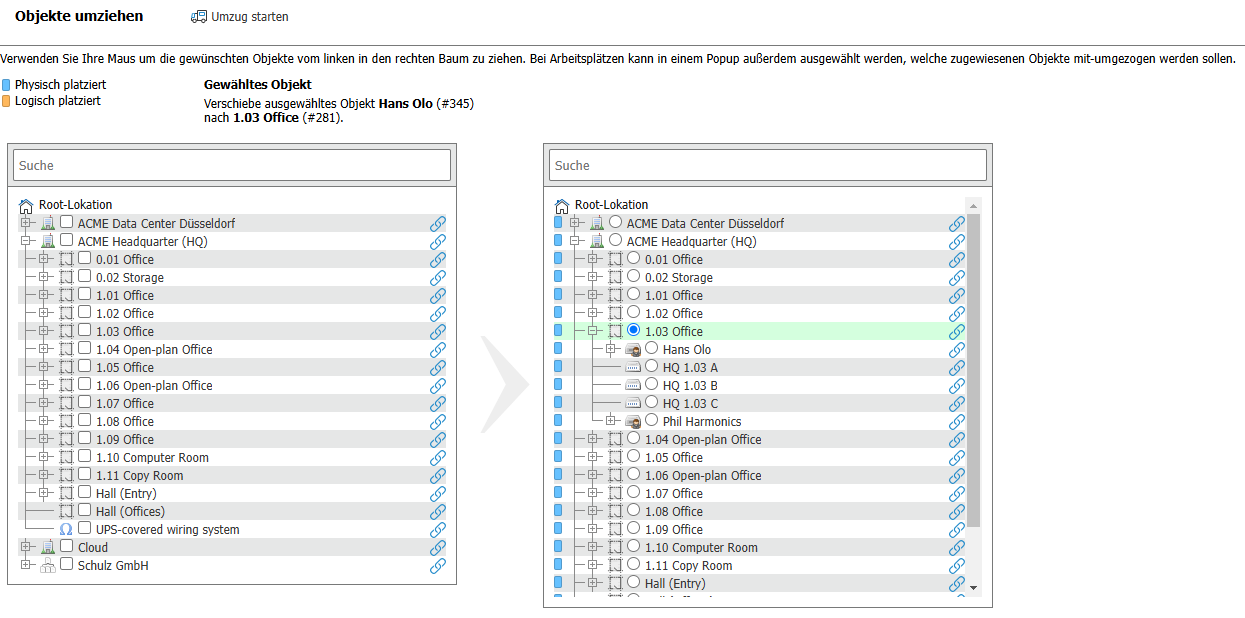 Objekte umziehen
Umzug starten
Verwenden Sie Ihre Maus um die gewünschten Objekte vom linken in den rechten Baum zu ziehen. Bei Arbeitsplätzen kann in einem Popup außerdem ausgewählt werden, welche zugewiesenen Objekte mit-umgezogen werden sollen.
Physisch platziert
Logisch platziert
Gewähltes Objekt
Verschiebe ausgewähltes Objekt Hans Olo (#345)
nach 1.03 Office (#281).
Suche
Root-Lokation
ACME Data Center Düsseldorf
ACME Headquarter (HQ)
0.01 Office
0.02 Storage
1.01 Office
1.02 Office
1.03 Office
1.04 Open-plan Office
1.05 Office
1.06 Open-plan Office
1.07 Office
1.08 Office
1.09 Office
1.10 Computer Room
1.11 Copy Room
Hall (Entry)
Hall (Offices)
UPS-covered wiring system
Cloud
Schulz GmbH
Suche
Root-Lokation
ACME Data Center Düsseldorf
ACME Headquarter (HQ)
0.01 Office
0.02 Storage
1.01 Office
1.02 Office
1.03 Office
Hans Olo
HQ 1.03 A
HQ 1.03 B
HQ 1.03 C
Phil Harmonics
1.04 Open-plan Office
1.05 Office
1.06 Open-plan Office
1.07 Office
1.08 Office
1.09 Office
1.10 Computer Room
1.11 Copy Room
Hall (Entry)